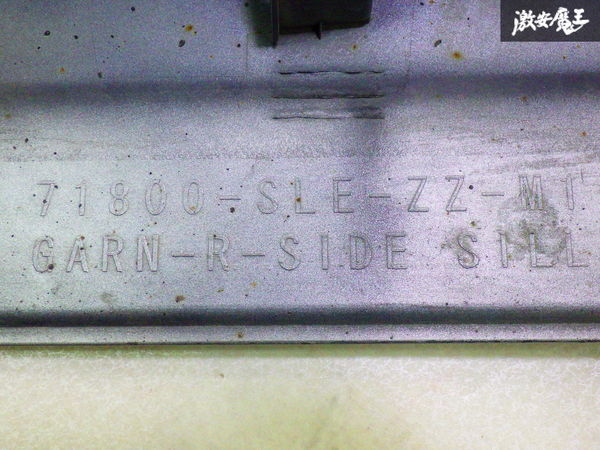 激安魔王
71800-SLE-ZZ-M1
GARN-R-SIDE SILL